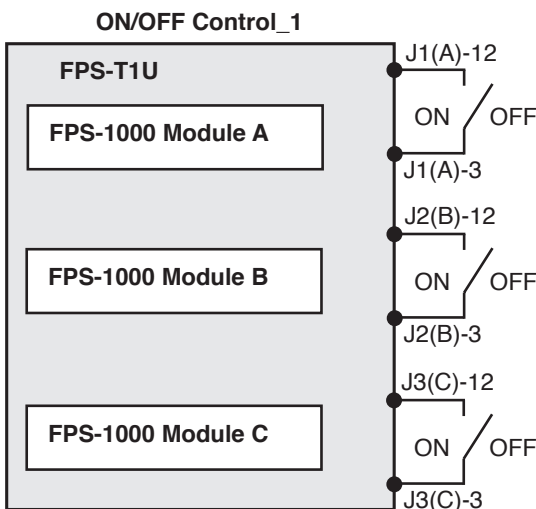 ON/OFF Control_1
FPS-T1U
J1(A)-12
FPS-1000 Module A
ON OFF
J1(A)-3
J2(B)-12
FPS-1000 Module B
ON OFF
J2(B)-3
J3(C)-12
FPS-1000 Module C
ON OFF
J3(C)-3